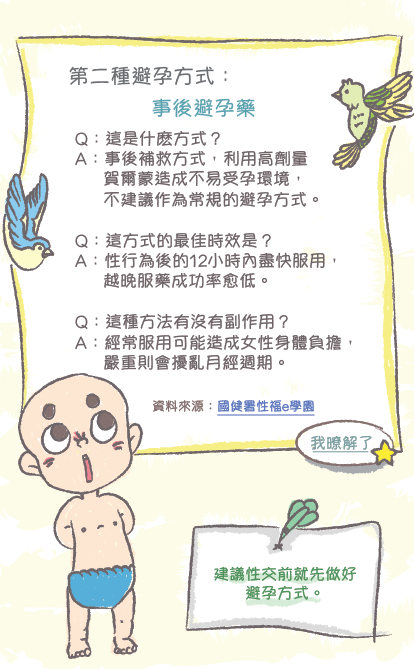 第二種避孕方式：
事後避孕藥
Q：這是什麼方式？
A：事後補救方式，利用高劑量
賀爾蒙造成不易受孕環境，
不建議作為常規的避孕方式。
Q：這方式的最佳時效是？
A：性行為後的12小時內盡快服用，
越晚服藥成功率愈低。
Q：這種方法有沒有副作用？
A：經常服用可能造成女性身體負擔，
嚴重則會擾亂月經週期。
資料來源：國健署性福e學園
我瞭解了
建議性交前就先做好
避孕方式。